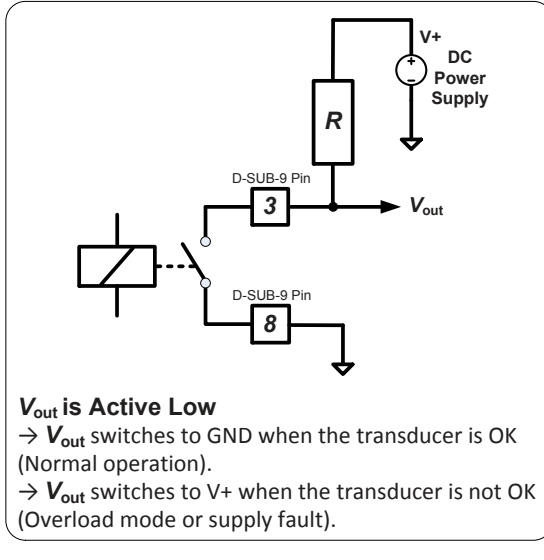 V+
DC
Power
Supply
+
–
R
D-SUB-9 Pin
3
Vout
D-SUB-9 Pin
8
Vout is Active Low
→ Vout switches to GND when the transducer is OK
(Normal operation).
→ Vout switches to V+ when the transducer is not OK
(Overload mode or supply fault).